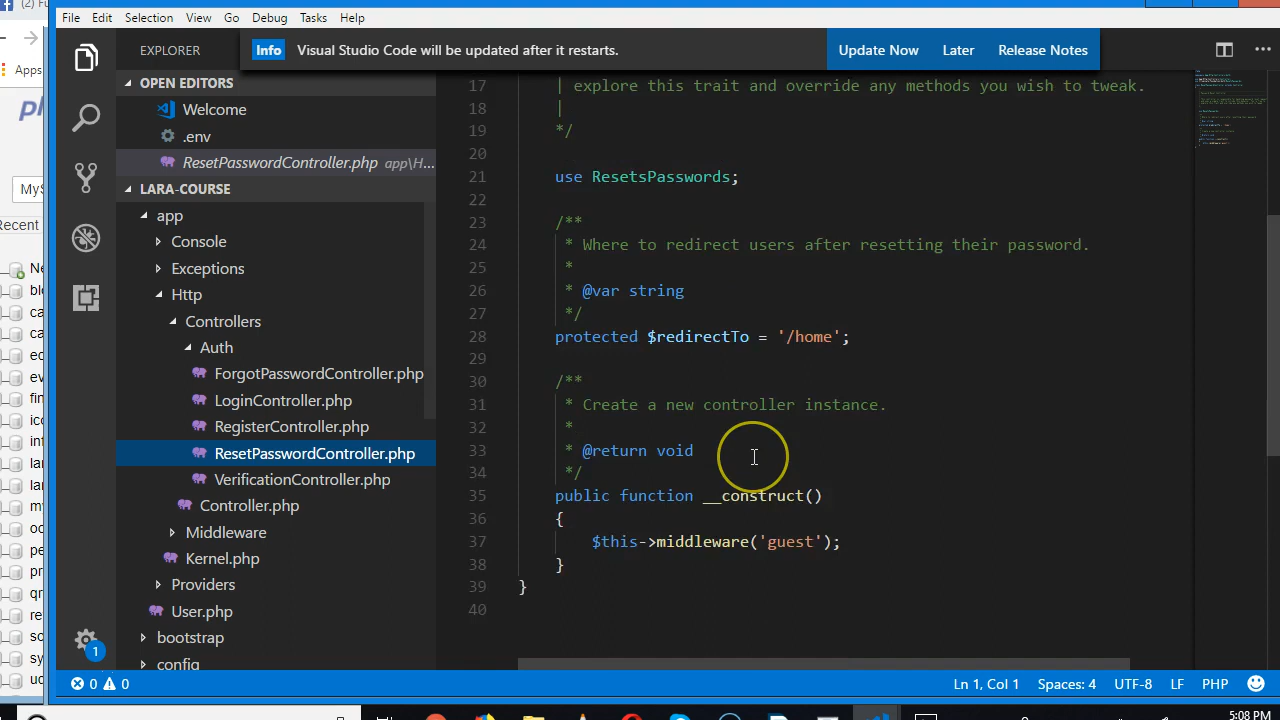 (2) Fu
File Edit Selection View Go Debug Tasks Help
EXPLORER
Info Visual Studio Code will be updated after it restarts. Update Now Later Release Notes
Apps
OPEN EDITORS
Welcome
.env
ResetPasswordController.php app\H...
LARA-COURSE
MyS
Recent
app
Console
Exceptions
Http
Controllers
Auth
ForgotPasswordController.php
LoginController.php
RegisterController.php
ResetPasswordController.php
VerificationController.php
Controller.php
Middleware
Kernel.php
Providers
User.php
bootstrap
config
17 | explore this trait and override any methods you wish to tweak.
18 |
19 */
20
21 use ResetsPasswords;
22
23 /**
24 * Where to redirect users after resetting their password.
25 *
26 * @var string
27 */
28 protected $redirectTo = '/home';
29
30 /**
31 * Create a new controller instance.
32 *
33 * @return void
34 */
35 public function __construct()
36 {
37 $this->middleware('guest');
38 }
39 }
40
1
0 0 Ln 1, Col 1 Spaces: 4 UTF-8 LF PHP
5:08 PM